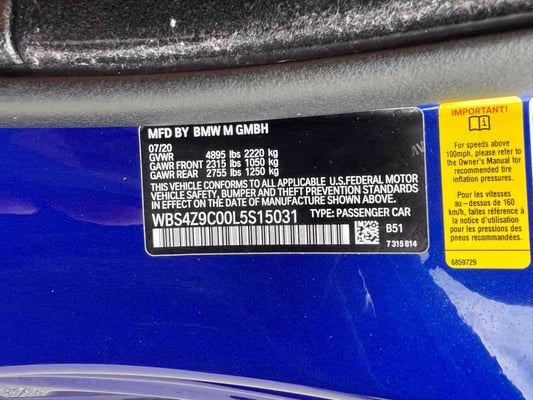 MFD BY BMW M GMBH
07/20
GVWR 4895 lbs 2220 kg
GAWR FRONT 2315 lbs 1050 kg
GAWR REAR 2755 lbs 1250 kg
THIS VEHICLE CONFORMS TO ALL APPLICABLE U.S.FEDERAL MOTOR
VEHICLE SAFETY, BUMPER, AND THEFT PREVENTION STANDARDS
IN EFFECT ON THE DATE OF MANUFACTURE SHOWN ABOVE.
WBS4Z9C00L5S15031 TYPE: PASSENGER CAR
B51
7 315 814
IMPORTANT!
For speeds above
100mph, please refer to
the Owner's Manual for
recommended tire
inflation pressures.
Pour les vitesses
au-dessus de 160
km/h, faites référence à
la notice d'utilisation
pour les pressions des
pneus recommandées.
6859729